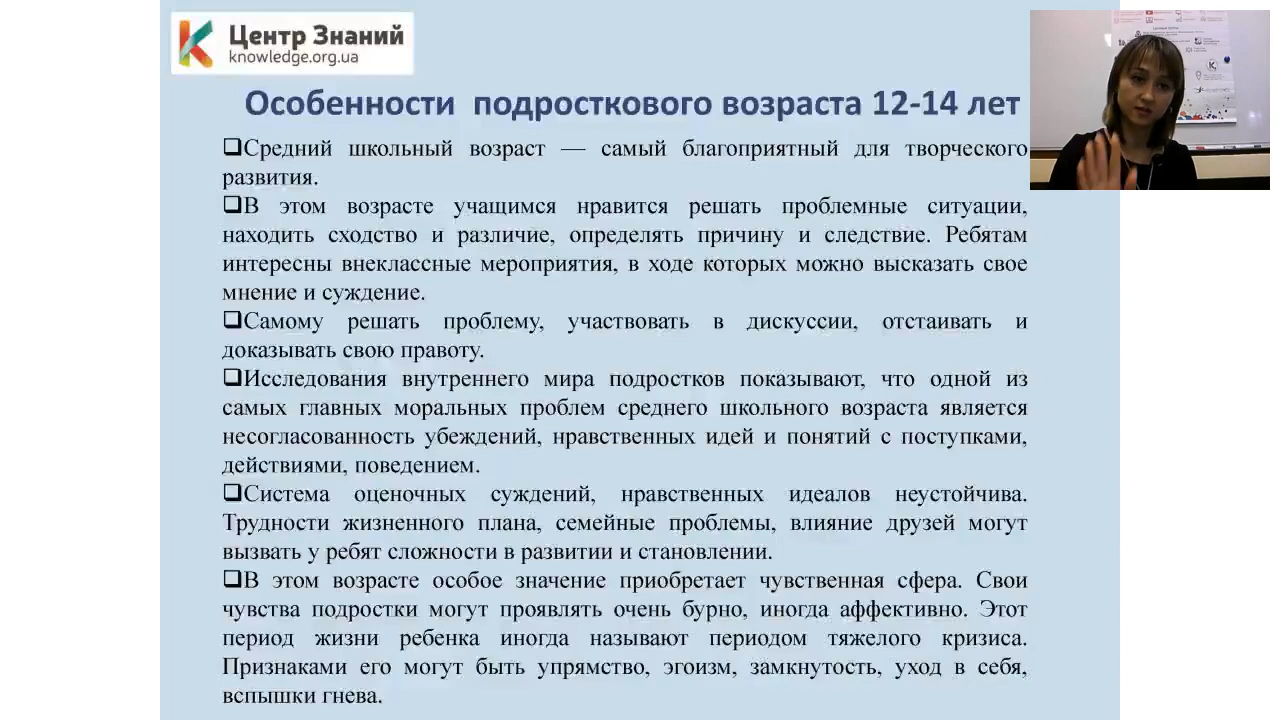 Центр Знаний
knowledge.org.ua
Особенности подросткового возраста 12-14 лет
❑Средний школьный возраст — самый благоприятный для творческого
развития.
❑В этом возрасте учащимся нравится решать проблемные ситуации,
находить сходство и различие, определять причину и следствие. Ребятам
интересны внеклассные мероприятия, в ходе которых можно высказать свое
мнение и суждение.
❑Самому решать проблему, участвовать в дискуссии, отстаивать и
доказывать свою правоту.
❑Исследования внутреннего мира подростков показывают, что одной из
самых главных моральных проблем среднего школьного возраста является
несогласованность убеждений, нравственных идей и понятий с поступками,
действиями, поведением.
❑Система оценочных суждений, нравственных идеалов неустойчива.
Трудности жизненного плана, семейные проблемы, влияние друзей могут
вызвать у ребят сложности в развитии и становлении.
❑В этом возрасте особое значение приобретает чувственная сфера. Свои
чувства подростки могут проявлять очень бурно, иногда аффективно. Этот
период жизни ребенка иногда называют периодом тяжелого кризиса.
Признаками его могут быть упрямство, эгоизм, замкнутость, уход в себя,
вспышки гнева.